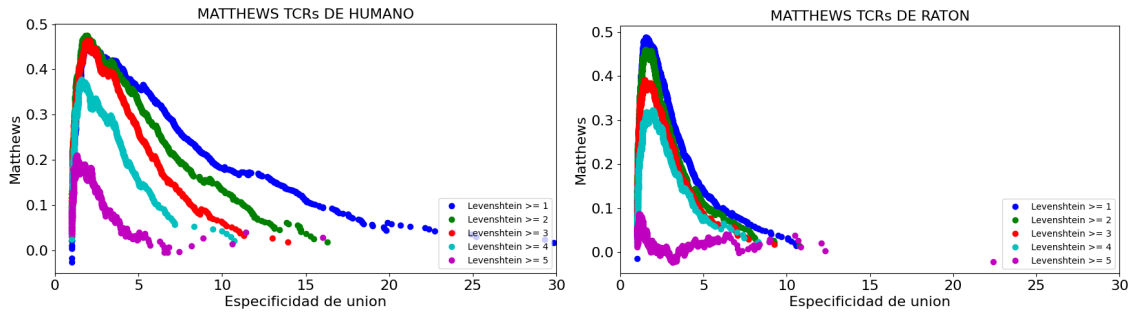 MATTHEWS TCRs DE HUMANO
0.5
0.4
0.3
0.2
0.1
0.0
Matthews
0 5 10 15 20 25 30
Especificidad de union
Levenshtein >= 1
Levenshtein >= 2
Levenshtein >= 3
Levenshtein >= 4
Levenshtein >= 5
MATTHEWS TCRs DE RATON
0.5
0.4
0.3
0.2
0.1
0.0
Matthews
0 5 10 15 20 25 30
Especificidad de union
Levenshtein >= 1
Levenshtein >= 2
Levenshtein >= 3
Levenshtein >= 4
Levenshtein >= 5